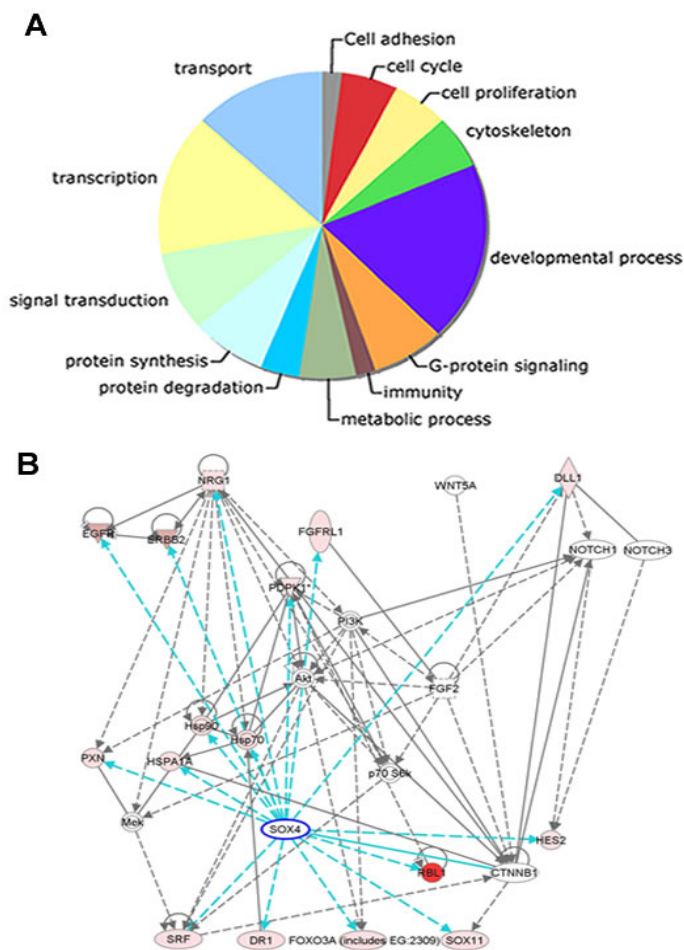 A
Cell adhesion
cell cycle
cell proliferation
cytoskeleton
developmental process
G-protein signaling
immunity
metabolic process
protein degradation
protein synthesis
signal transduction
transcription
transport
B
NRG1
WNT5A
DLL1
EGFR
ERBB2
FGFRL1
NOTCH1
NOTCH3
PDPK1*
Pi3K
Akt
FGF2
Hsp90
Hsp70
PXN
HSPA1A
p70 S6k
Mek
SOX4
HES2
RBL1
CTNNB1
SRF
DR1
FOXO3A (includes EG:2309)
SOX11